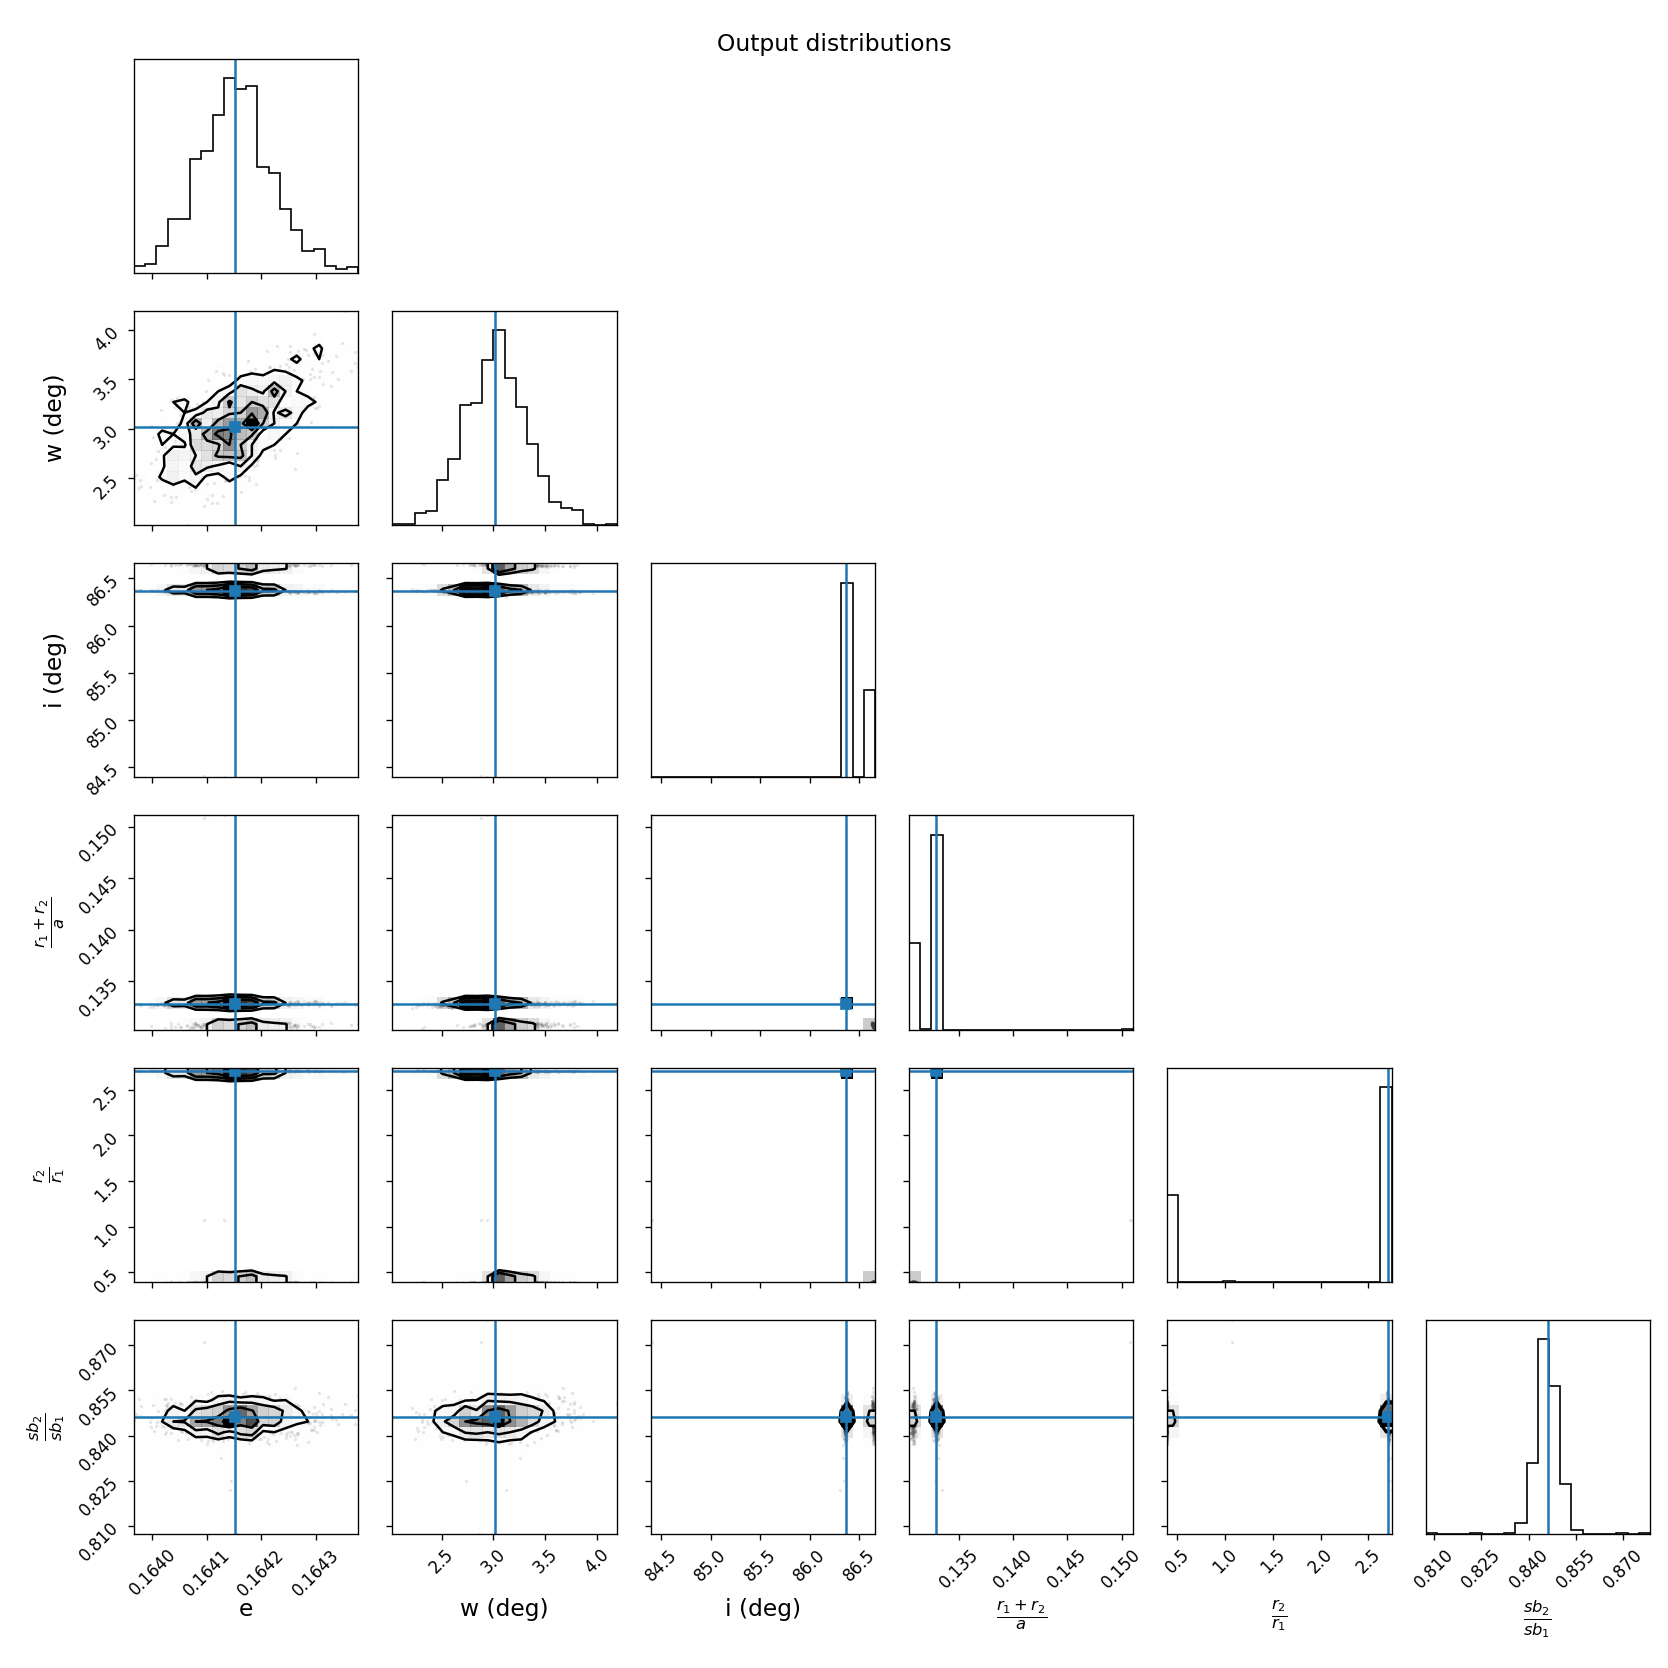 Output distributions
w (deg)
4.0
3.5
3.0
2.5
i (deg)
86.5
86.0
85.5
85.0
84.5
r₁ + r₂
a
0.150
0.145
0.140
0.135
r₂
r₁
2.5
2.0
1.5
1.0
0.5
sb₂
sb₁
0.870
0.855
0.840
0.825
0.810
0.1640 0.1641 0.1642 0.1643 2.5 3.0 3.5 4.0 84.5 85.0 85.5 86.0 86.5 0.135 0.140 0.145 0.150 0.5 1.0 1.5 2.0 2.5 0.810 0.825 0.840 0.855 0.870
e w (deg) i (deg) r₁ + r₂ r₂ sb₂
a r₁ sb₁